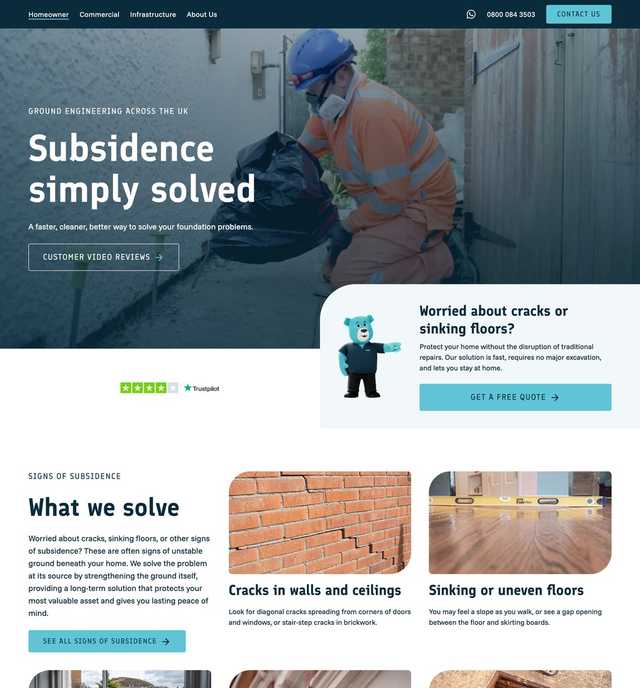 Homeowner Commercial Infrastructure About Us 0800 084 3503 CONTACT US
GROUND ENGINEERING ACROSS THE UK
Subsidence
simply solved
A faster, cleaner, better way to solve your foundation problems.
CUSTOMER VIDEO REVIEWS →
Worried about cracks or
sinking floors?
Protect your home without the disruption of traditional
repairs. Our solution is fast, requires no major excavation,
and lets you stay at home.
GET A FREE QUOTE →
Trustpilot
SIGNS OF SUBSIDENCE
What we solve
Worried about cracks, sinking floors, or other signs
of subsidence? These are often signs of unstable
ground beneath your home. We solve the problem
at its source by strengthening the ground itself,
providing a long-term solution that protects your
most valuable asset and gives you lasting peace of
mind.
SEE ALL SIGNS OF SUBSIDENCE →
Cracks in walls and ceilings
Look for diagonal cracks spreading from corners of doors
and windows, or stair-step cracks in brickwork.
Sinking or uneven floors
You may feel a slope as you walk, or see a gap opening
between the floor and skirting boards.